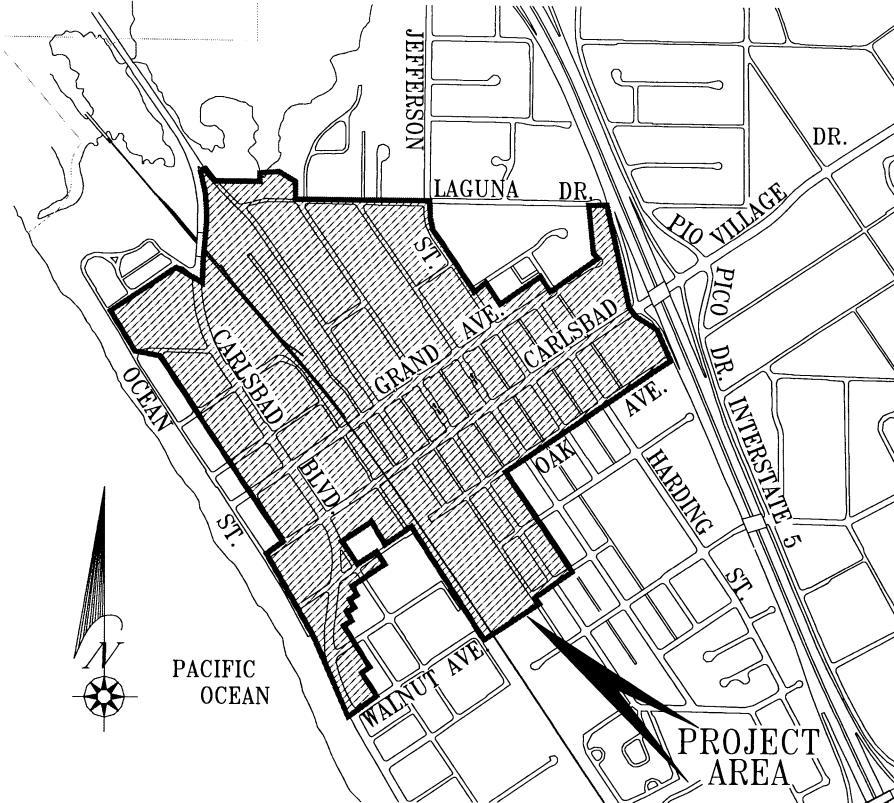 JEFFERSON
ST.
LAGUNA DR.
PIO
VILLAGE
DR.
PICO
DR.
GRAND AVE.
CARLSBAD
CARLSBAD
BLVD.
OCEAN
ST.
OAK AVE.
HARDING
ST.
INTERSTATE 5
WALNUT AVE.
N
PACIFIC
OCEAN
PROJECT
AREA